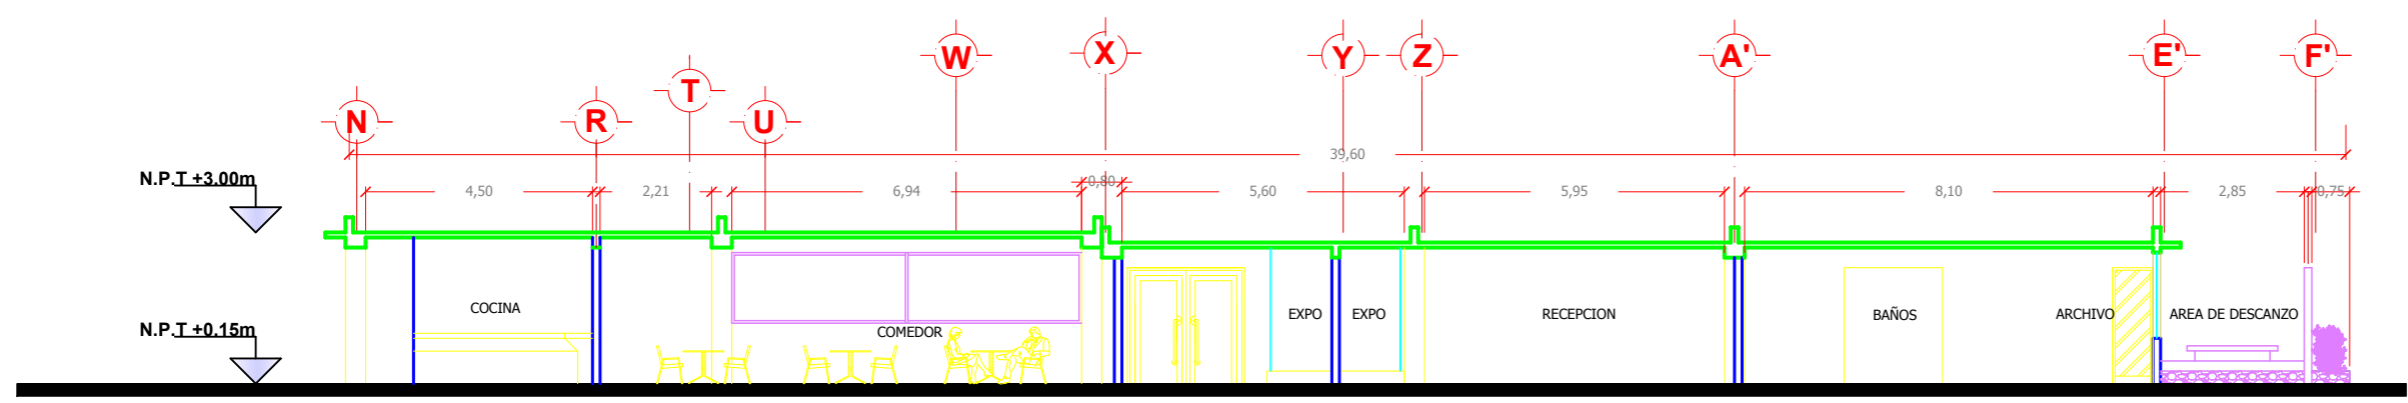 X
W
Y
Z
A'
E'
F'
T
N
R
U
39,60
N.P.T +3.00m
4,50
2,21
6,94
0,80
5,60
5,95
8,10
2,85
0,75
COCINA
EXPO
EXPO
RECEPCION
BAÑOS
ARCHIVO
AREA DE DESCANZO
N.P.T +0.15m
COMEDOR